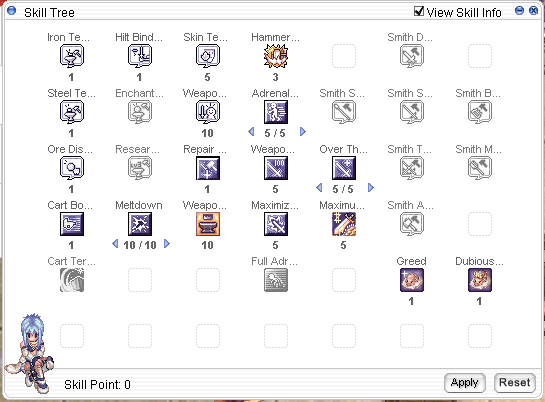 Skill Tree View Skill Info
Iron Te... Hilt Bind... Skin Te... Hammer... Smith D...
1 1 5 3
Steel Te... Enchant... Weapo... Adrenal... Smith S... Smith S... Smith B...
1 10 5 / 5
Ore Dis... Resear... Repair ... Weapo... Over Th... Smith T... Smith M...
1 1 5 5 / 5
Cart Bo... Meltdown Weapo... Maximiz... Maximu... Smith A...
1 10 / 10 10 5 5
Cart Ter... Full Adr... Greed Dubious...
1 1
Skill Point: 0 Apply Reset